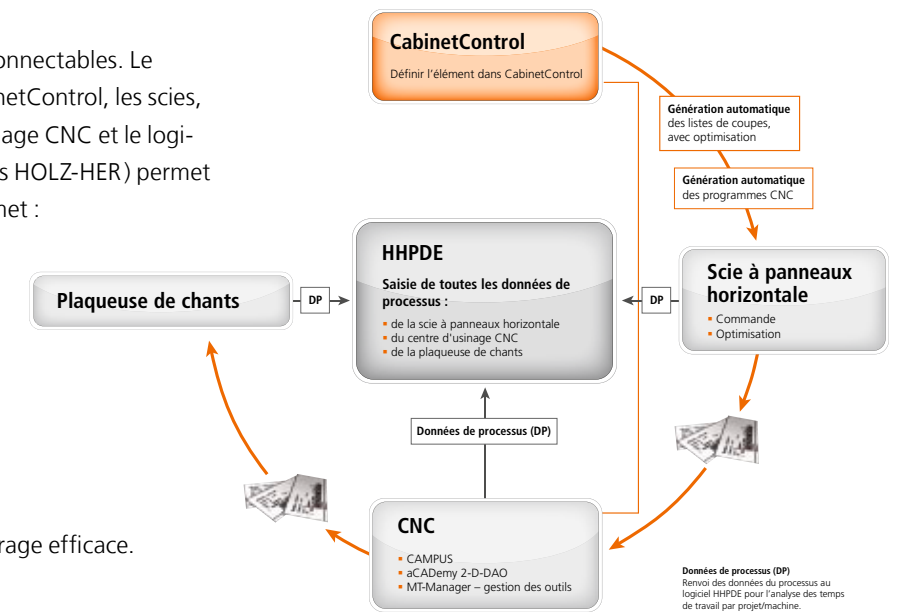 onnectables. Le
netControl, les scies,
age CNC et le logi-
s HOLZ-HER) permet
net :
rage efficace.
CabinetControl
Définir l'élément dans CabinetControl
Génération automatique
des listes de coupes,
avec optimisation
Génération automatique
des programmes CNC
HHPDE
Saisie de toutes les données de
processus :
▪ de la scie à panneaux horizontale
▪ du centre d'usinage CNC
▪ de la plaqueuse de chants
Plaqueuse de chants
DP
DP
Scie à panneaux
horizontale
▪ Commande
▪ Optimisation
Données de processus (DP)
CNC
▪ CAMPUS
▪ aCADemy 2-D-DAO
▪ MT-Manager – gestion des outils
Données de processus (DP)
Renvoi des données du processus au
logiciel HHPDE pour l'analyse des temps
de travail par projet/machine.